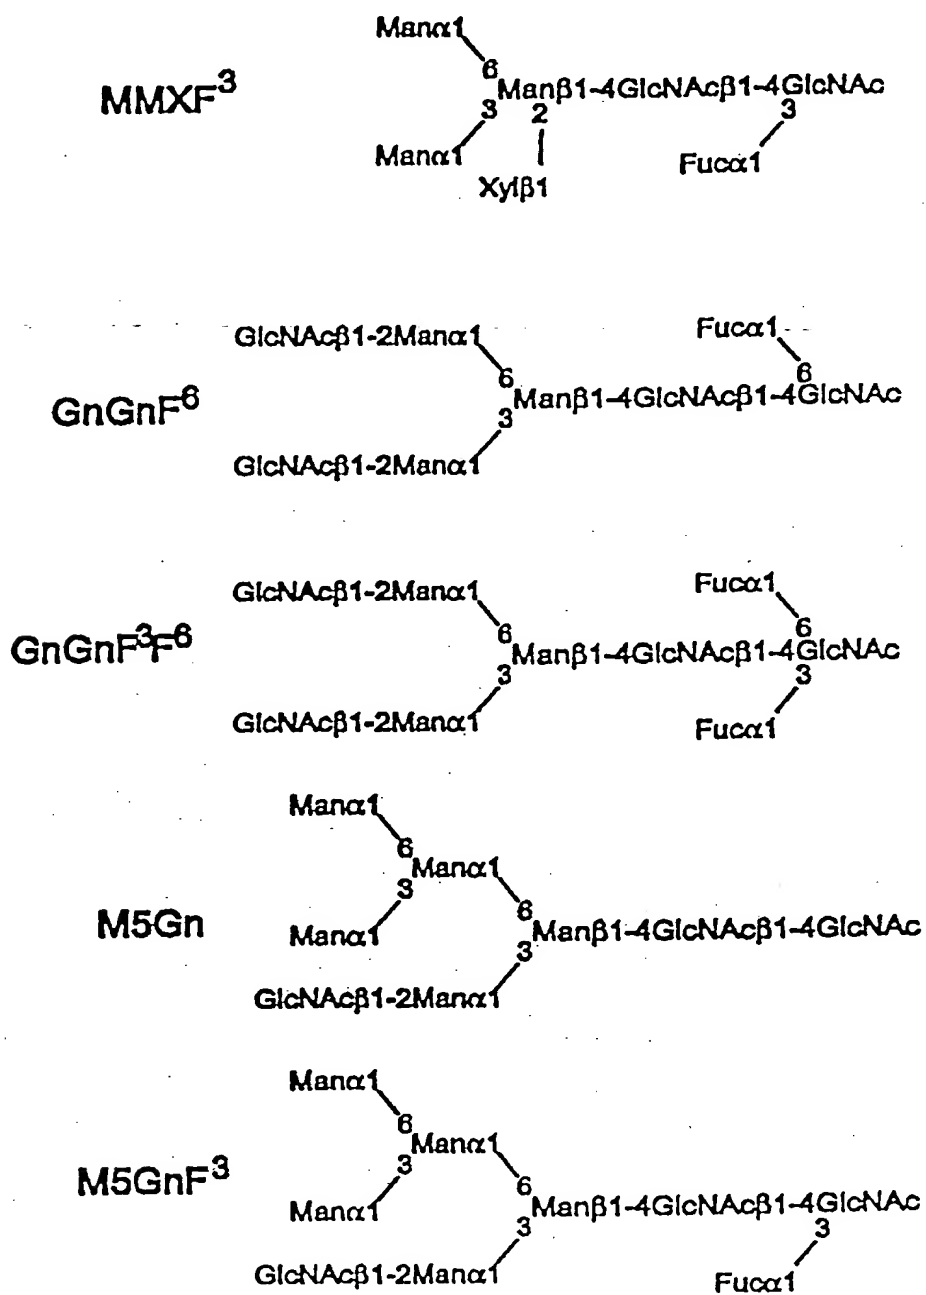 Manα1
6
MMXF³ Manβ1-4GlcNAcβ1-4GlcNAc
3 2 3
Manα1 Fucα1
Xylβ1
GlcNAcβ1-2Manα1 Fucα1
6 6
GnGnF⁶ Manβ1-4GlcNAcβ1-4GlcNAc
3
GlcNAcβ1-2Manα1
GlcNAcβ1-2Manα1 Fucα1
6 6
GnGnF³F⁶ Manβ1-4GlcNAcβ1-4GlcNAc
3 3
GlcNAcβ1-2Manα1 Fucα1
Manα1
6
Manα1
3
M5Gn 6
Manα1 Manβ1-4GlcNAcβ1-4GlcNAc
3
GlcNAcβ1-2Manα1
Manα1
6
Manα1
3
M5GnF³ 6
Manα1 Manβ1-4GlcNAcβ1-4GlcNAc
3 3
GlcNAcβ1-2Manα1 Fucα1